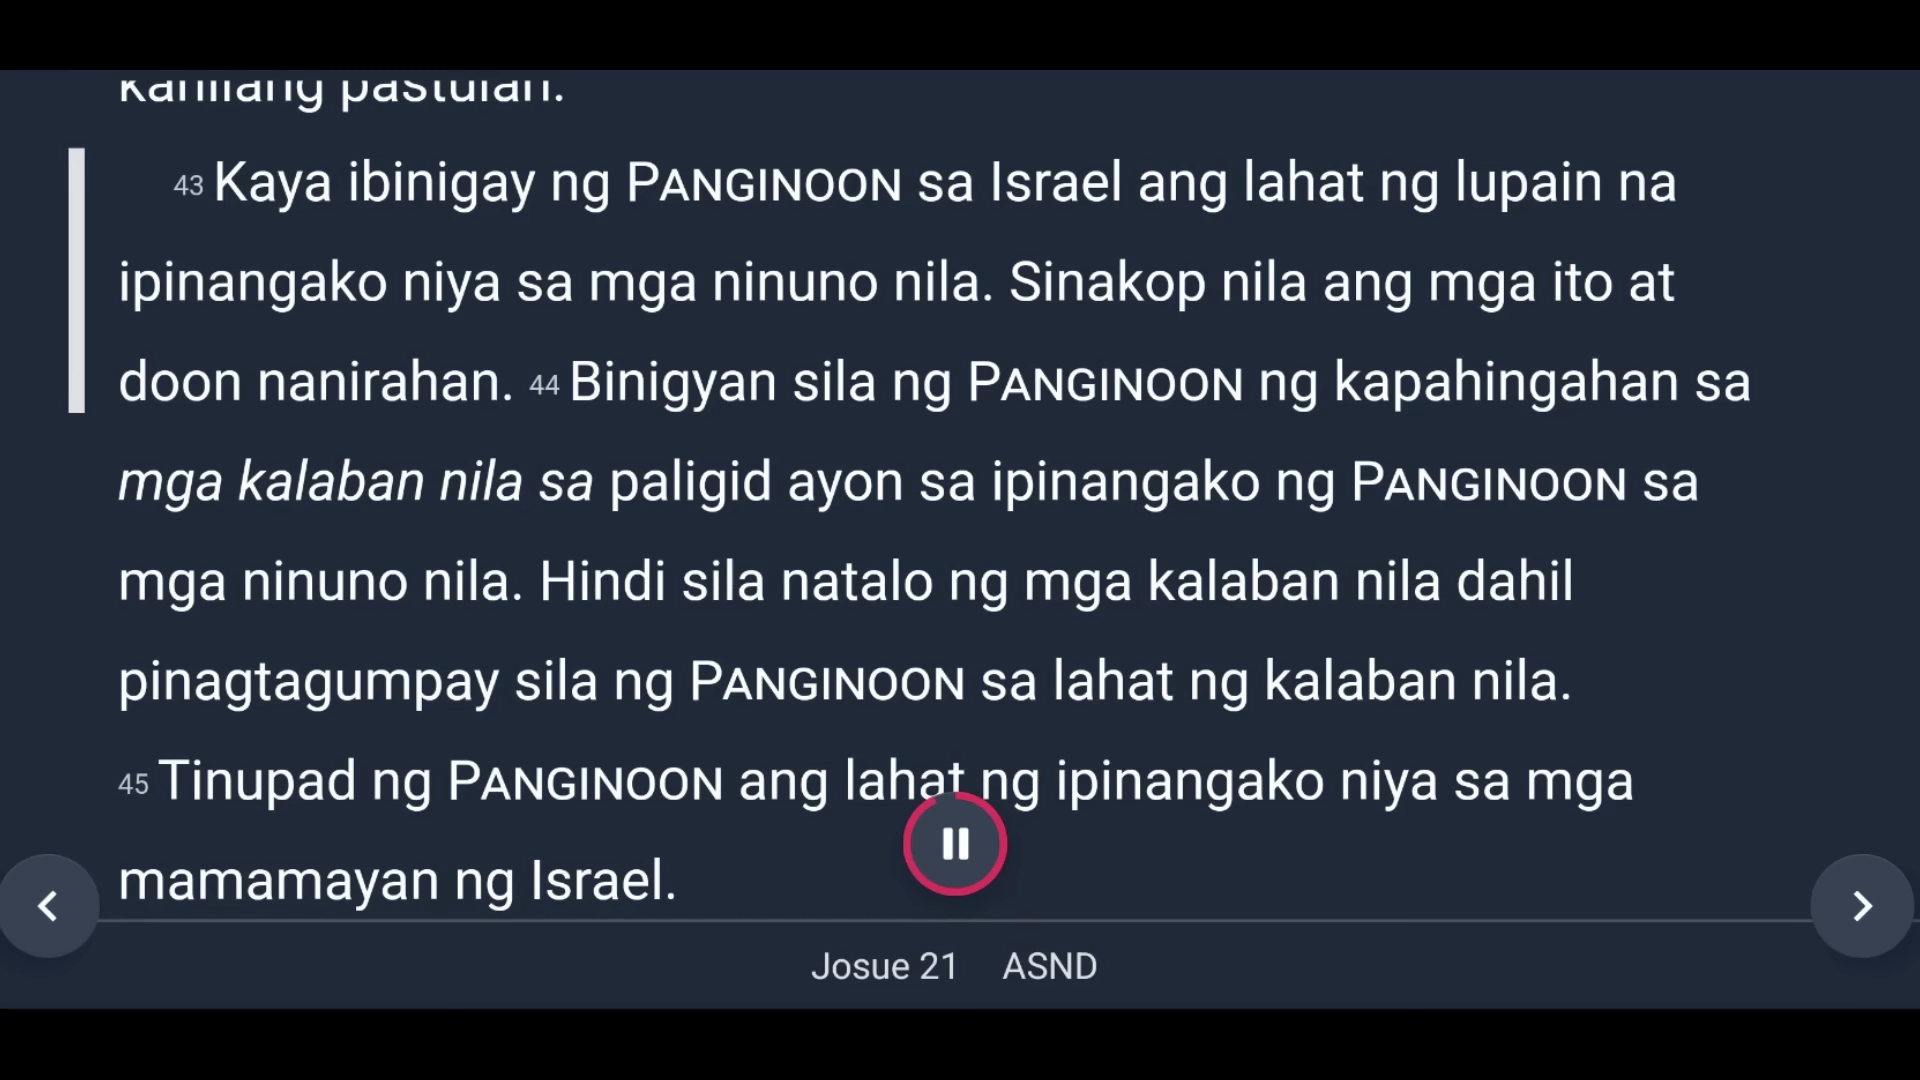 kanilang pastulan.
43 Kaya ibinigay ng PANGINOON sa Israel ang lahat ng lupain na
ipinangako niya sa mga ninuno nila. Sinakop nila ang mga ito at
doon nanirahan. 44 Binigyan sila ng PANGINOON ng kapahingahan sa
mga kalaban nila sa paligid ayon sa ipinangako ng PANGINOON sa
mga ninuno nila. Hindi sila natalo ng mga kalaban nila dahil
pinagtagumpay sila ng PANGINOON sa lahat ng kalaban nila.
45 Tinupad ng PANGINOON ang lahat ng ipinangako niya sa mga
mamamayan ng Israel.
Josue 21 ASND